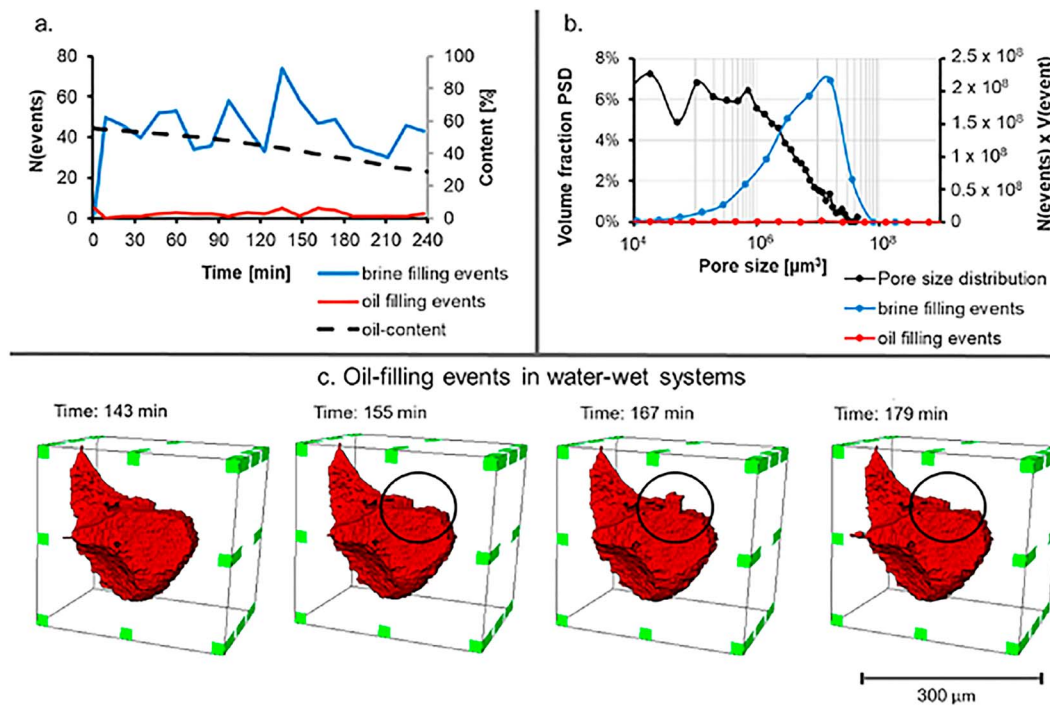 a.
N(events)
80
60
40
20
0
100
80
60
40
20
0
Content [%]
0 30 60 90 120 150 180 210 240
Time [min]
brine filling events
oil filling events
oil-content
b.
Volume fraction PSD
8%
6%
4%
2%
0%
2.5 x 10⁸
2 x 10⁸
1.5 x 10⁸
1 x 10⁸
0.5 x 10⁸
0
N(events) x V(event)
10⁴ 10⁶ 10⁸
Pore size [µm³]
Pore size distribution
brine filling events
oil filling events
c. Oil-filling events in water-wet systems
Time: 143 min
Time: 155 min
Time: 167 min
Time: 179 min
300 µm